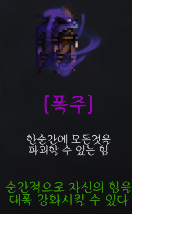 [폭주]
한순간에 모든것을
파괴할 수 있는 힘
순간적으로 자신의 힘을
대폭 강화시킬 수 있다